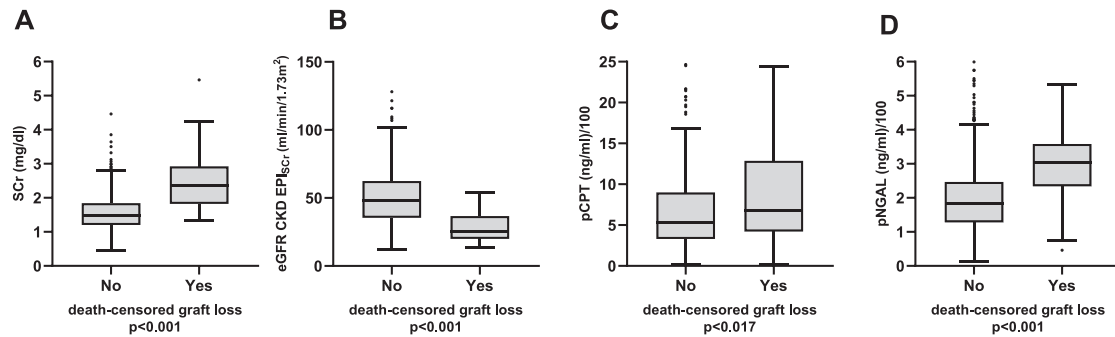 A
SCr (mg/dl)
6
5
4
3
2
1
0
No Yes
death-censored graft loss
p<0.001
B
eGFR CKD EPISCr (ml/min/1.73m²)
150
100
50
0
No Yes
death-censored graft loss
p<0.001
C
pCPT (ng/ml)/100
25
20
15
10
5
0
No Yes
death-censored graft loss
p<0.017
D
pNGAL (ng/ml)/100
6
5
4
3
2
1
0
No Yes
death-censored graft loss
p<0.001